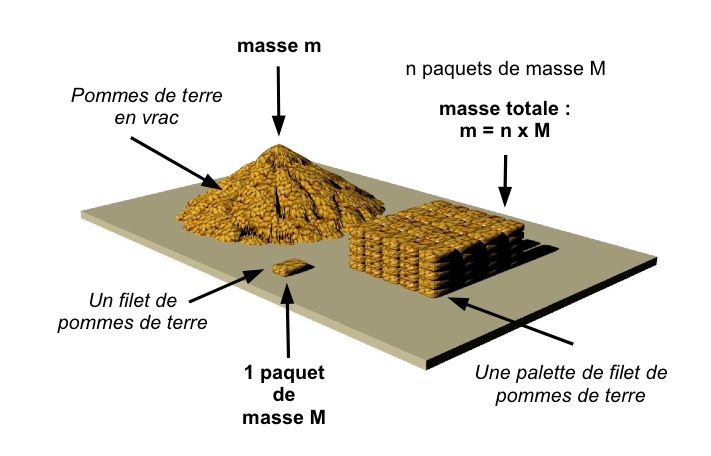 masse m
n paquets de masse M
Pommes de terre
en vrac
masse totale :
m = n x M
Un filet de
pommes de terre
1 paquet
de
masse M
Une palette de filet de
pommes de terre